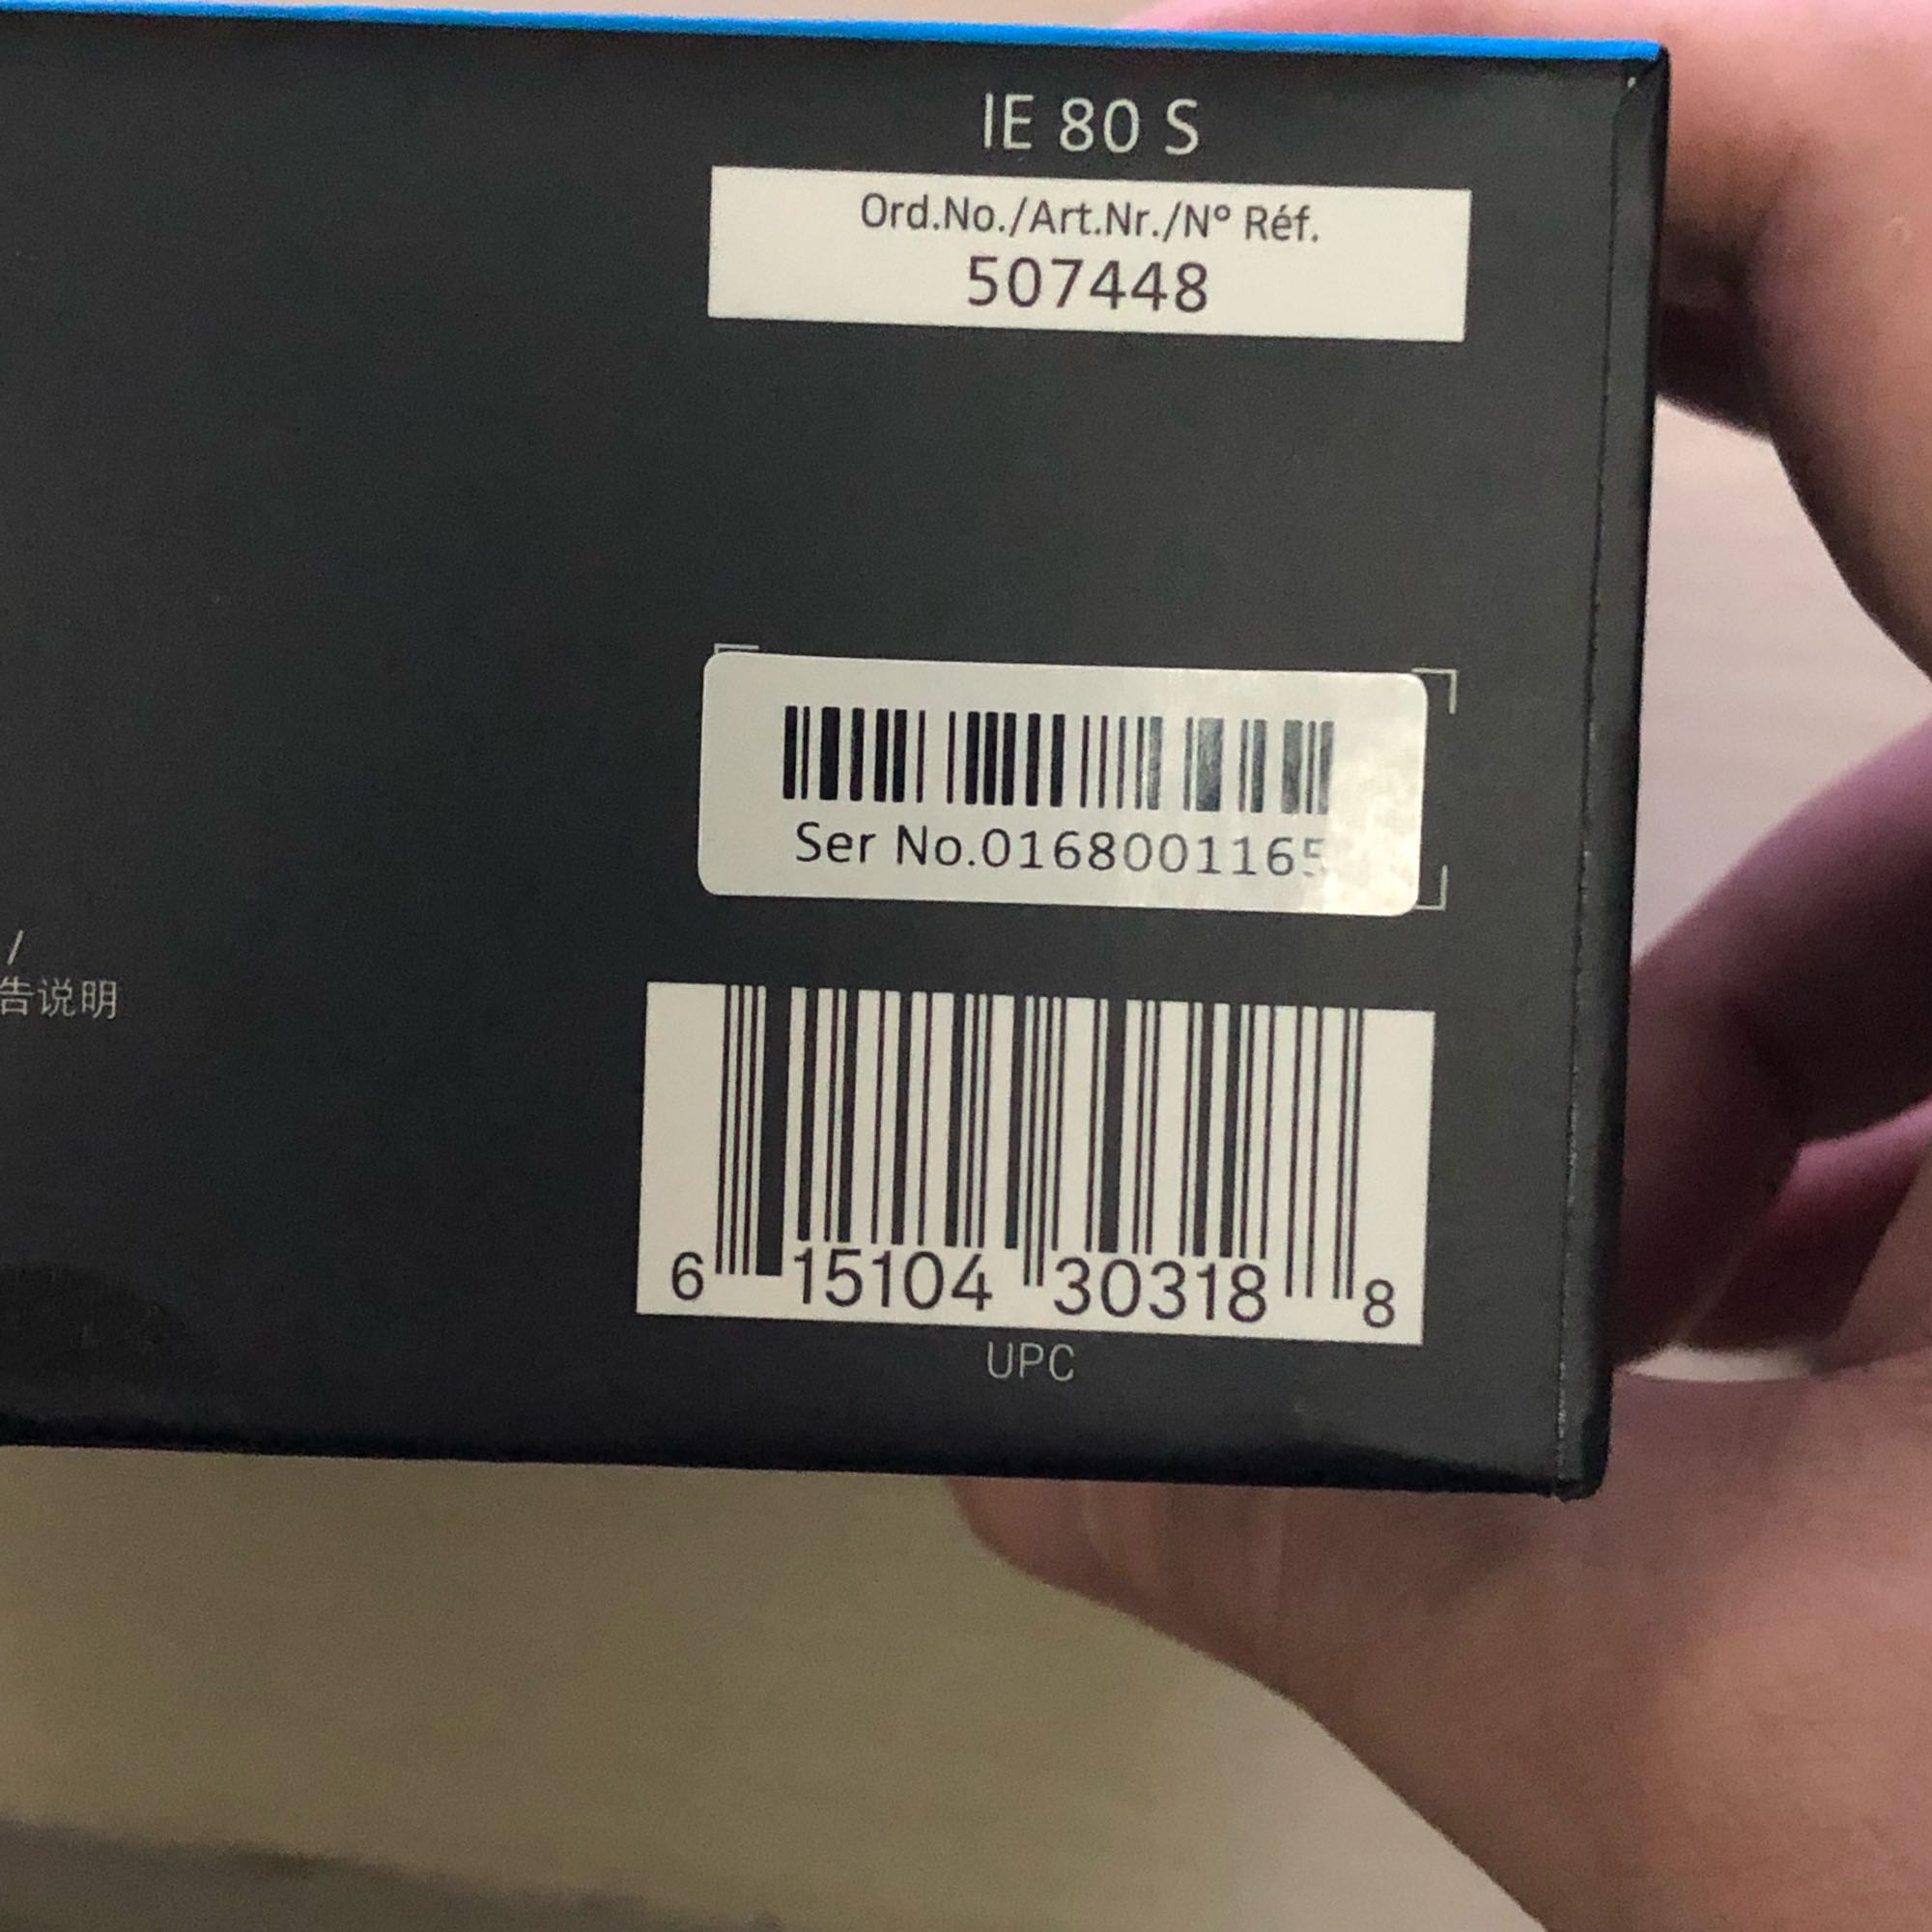 IE 80 S
Ord.No./Art.Nr./N° Réf.
507448
Ser No.0168001165
/
告说明
6 15104 30318 8
UPC